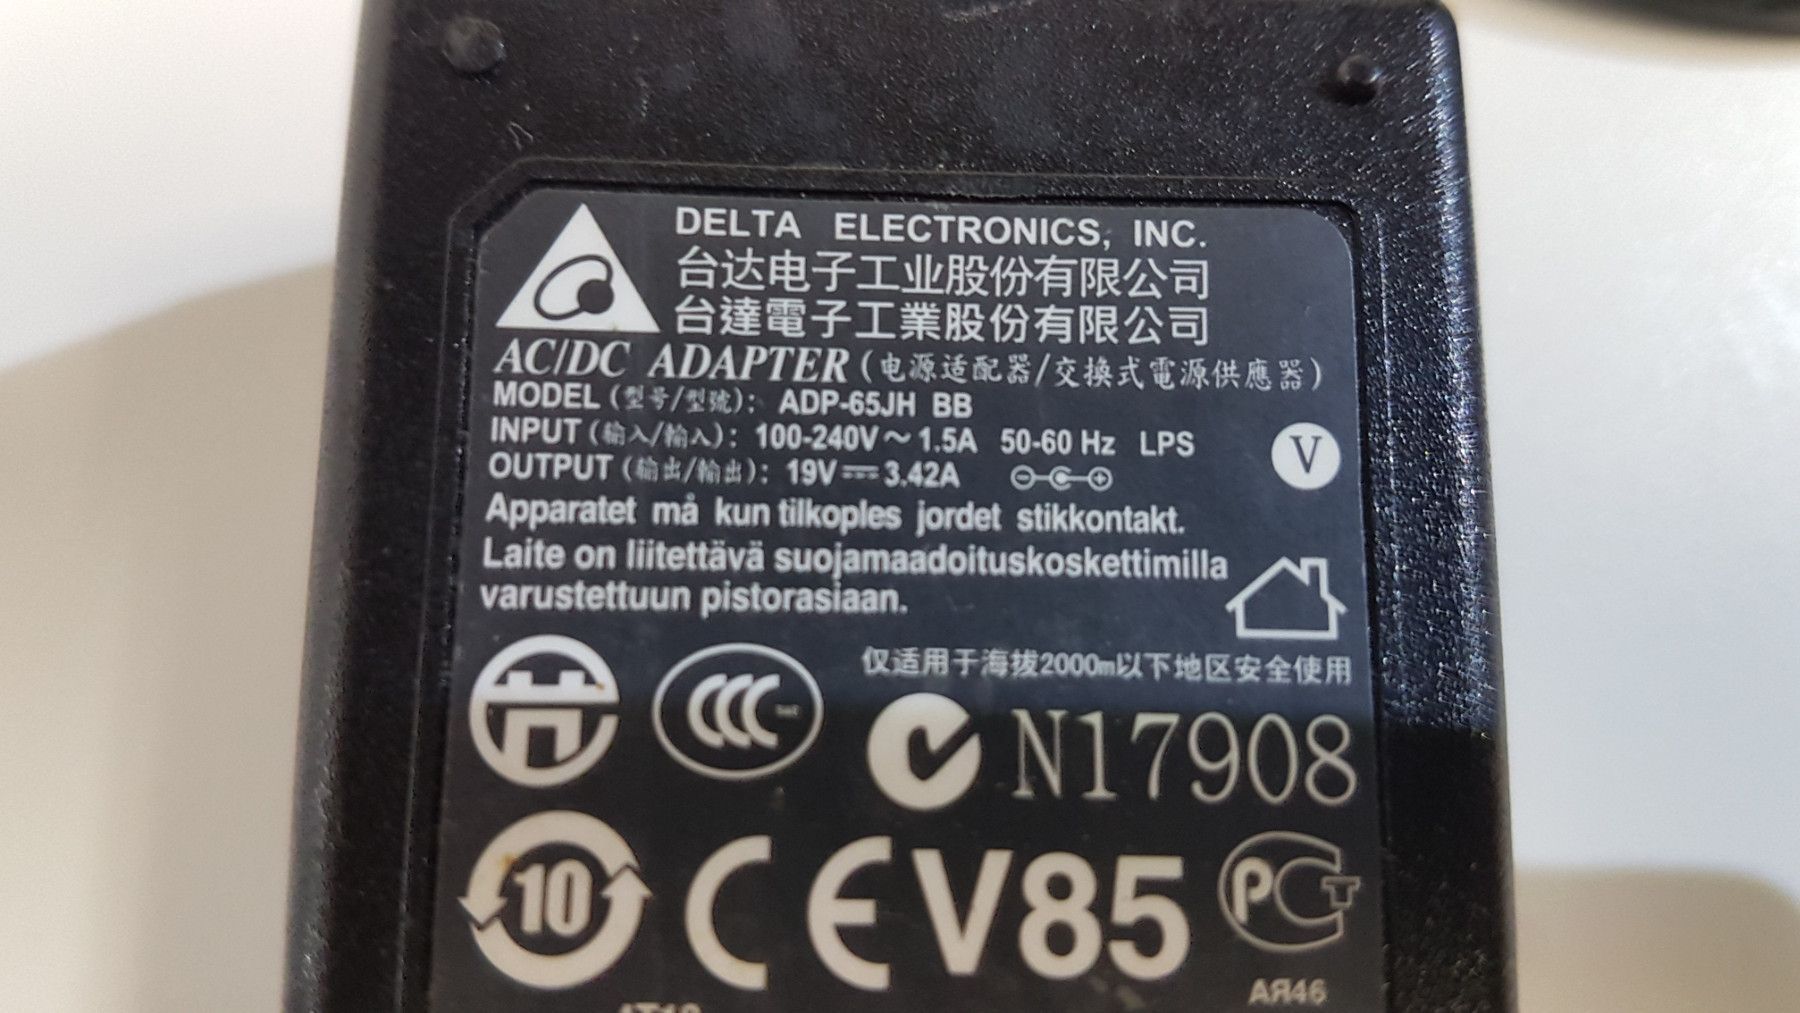 DELTA ELECTRONICS, INC.
台达电子工业股份有限公司
台達電子工業股份有限公司
AC/DC ADAPTER (电源适配器/交換式電源供應器)
MODEL (型号/型號): ADP-65JH BB
INPUT (输入/輸入): 100-240V～1.5A 50-60 Hz LPS
V
OUTPUT (输出/輸出): 19V⎓3.42A
Apparatet må kun tilkoples jordet stikkontakt.
Laite on liitettävä suojamaadoituskoskettimilla
varustettuun pistorasiaan.
仅适用于海拔2000m以下地区安全使用
CCC
N17908
10
CE V85
PCT
АЯ46